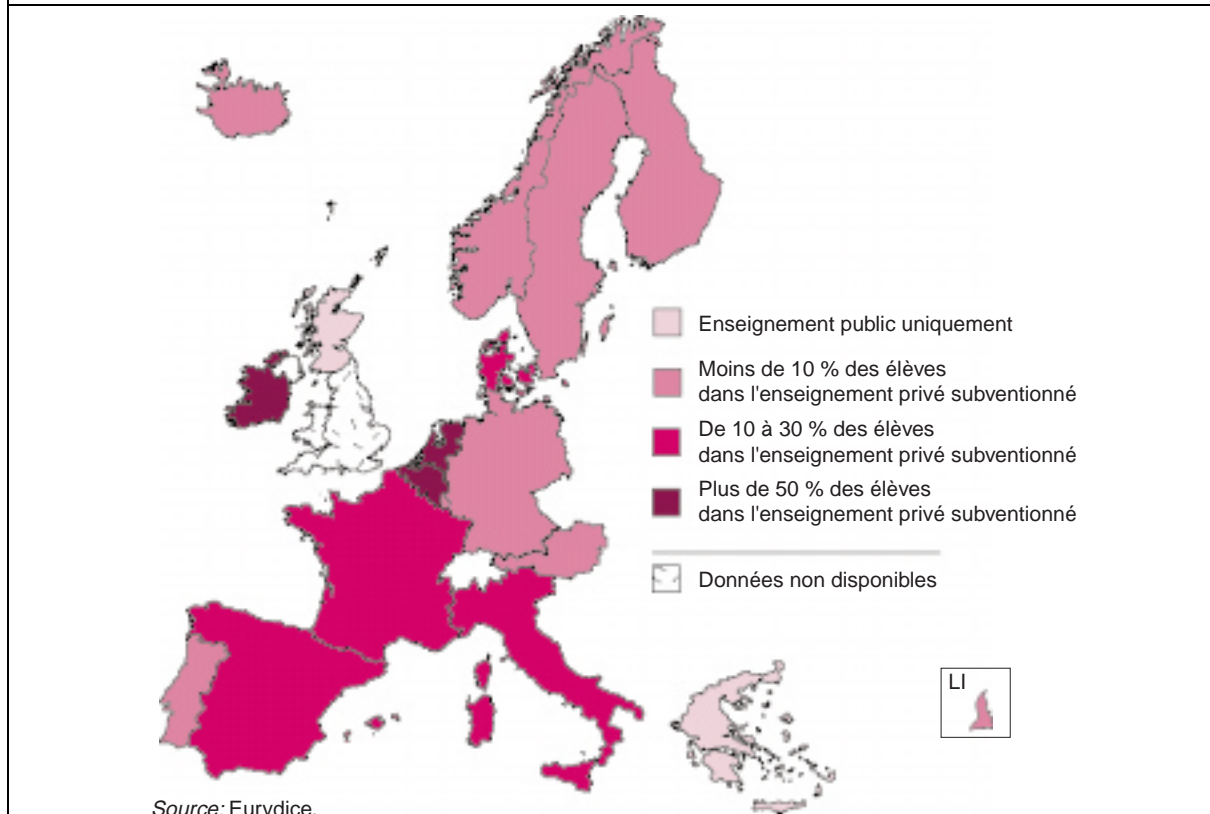 Enseignement public uniquement
Moins de 10 % des élèves
dans l'enseignement privé subventionné
De 10 à 30 % des élèves
dans l'enseignement privé subventionné
Plus de 50 % des élèves
dans l'enseignement privé subventionné
Données non disponibles
LI
Source: Eurydice.